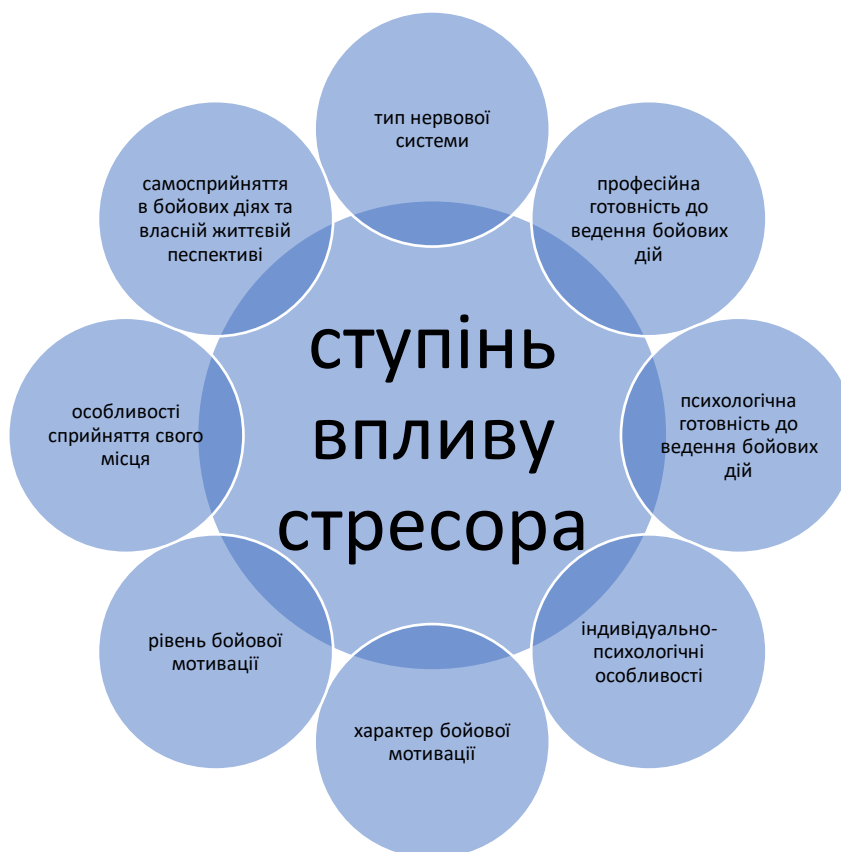 тип нервової
системи
професійна
готовність до
ведення бойових
дій
психологічна
готовність до
ведення бойових
дій
індивідуально-
психологічні
особливості
характер бойової
мотивації
рівень бойової
мотивації
особливості
сприйняття свого
місця
самосприйняття
в бойових діях та
власній життєвій
песпективі
ступінь
впливу
стресора